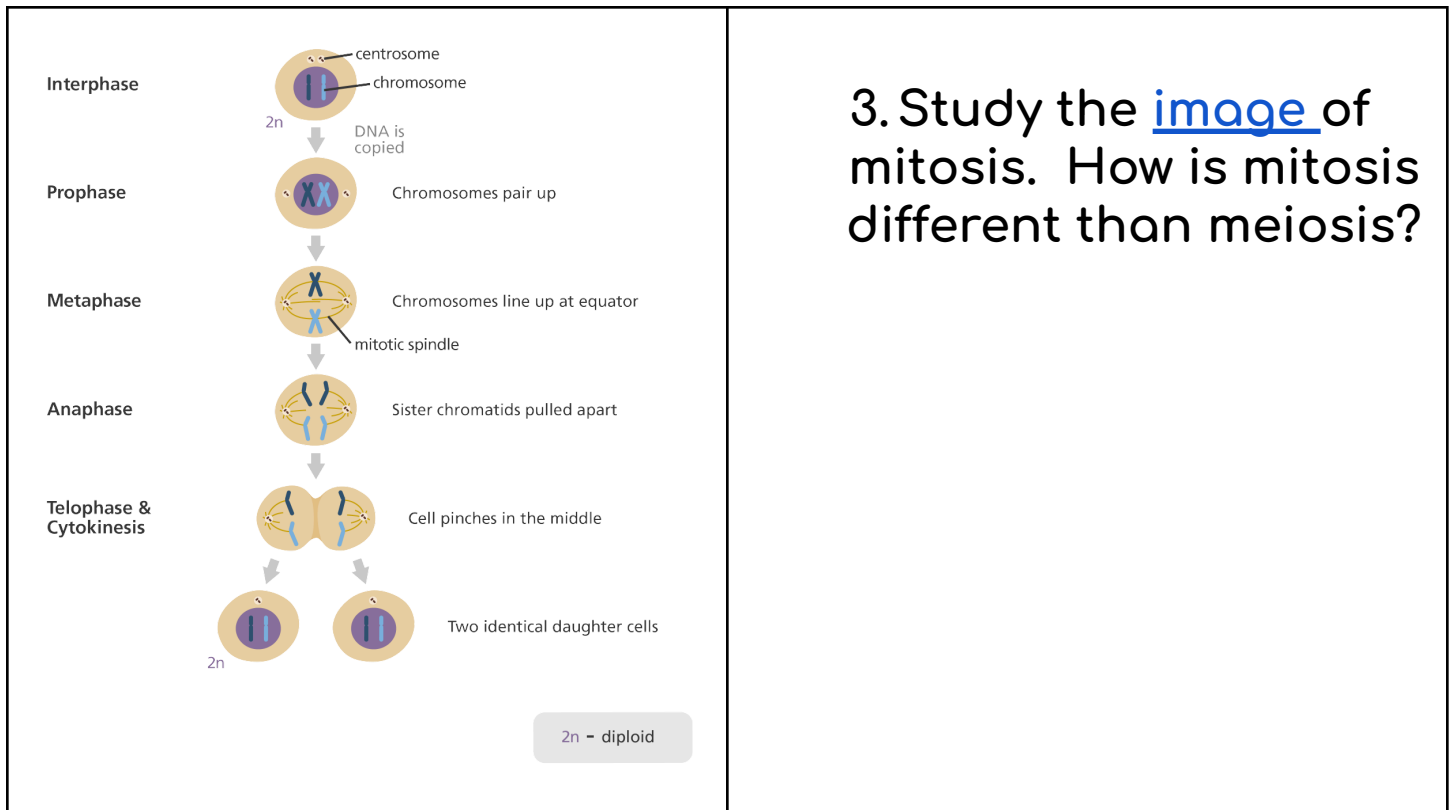 centrosome
Interphase
chromosome
2n
DNA is
copied
Prophase
Chromosomes pair up
Metaphase
Chromosomes line up at equator
mitotic spindle
Anaphase
Sister chromatids pulled apart
Telophase &
Cytokinesis
Cell pinches in the middle
Two identical daughter cells
2n
2n - diploid
3. Study the image of
mitosis. How is mitosis
different than meiosis?